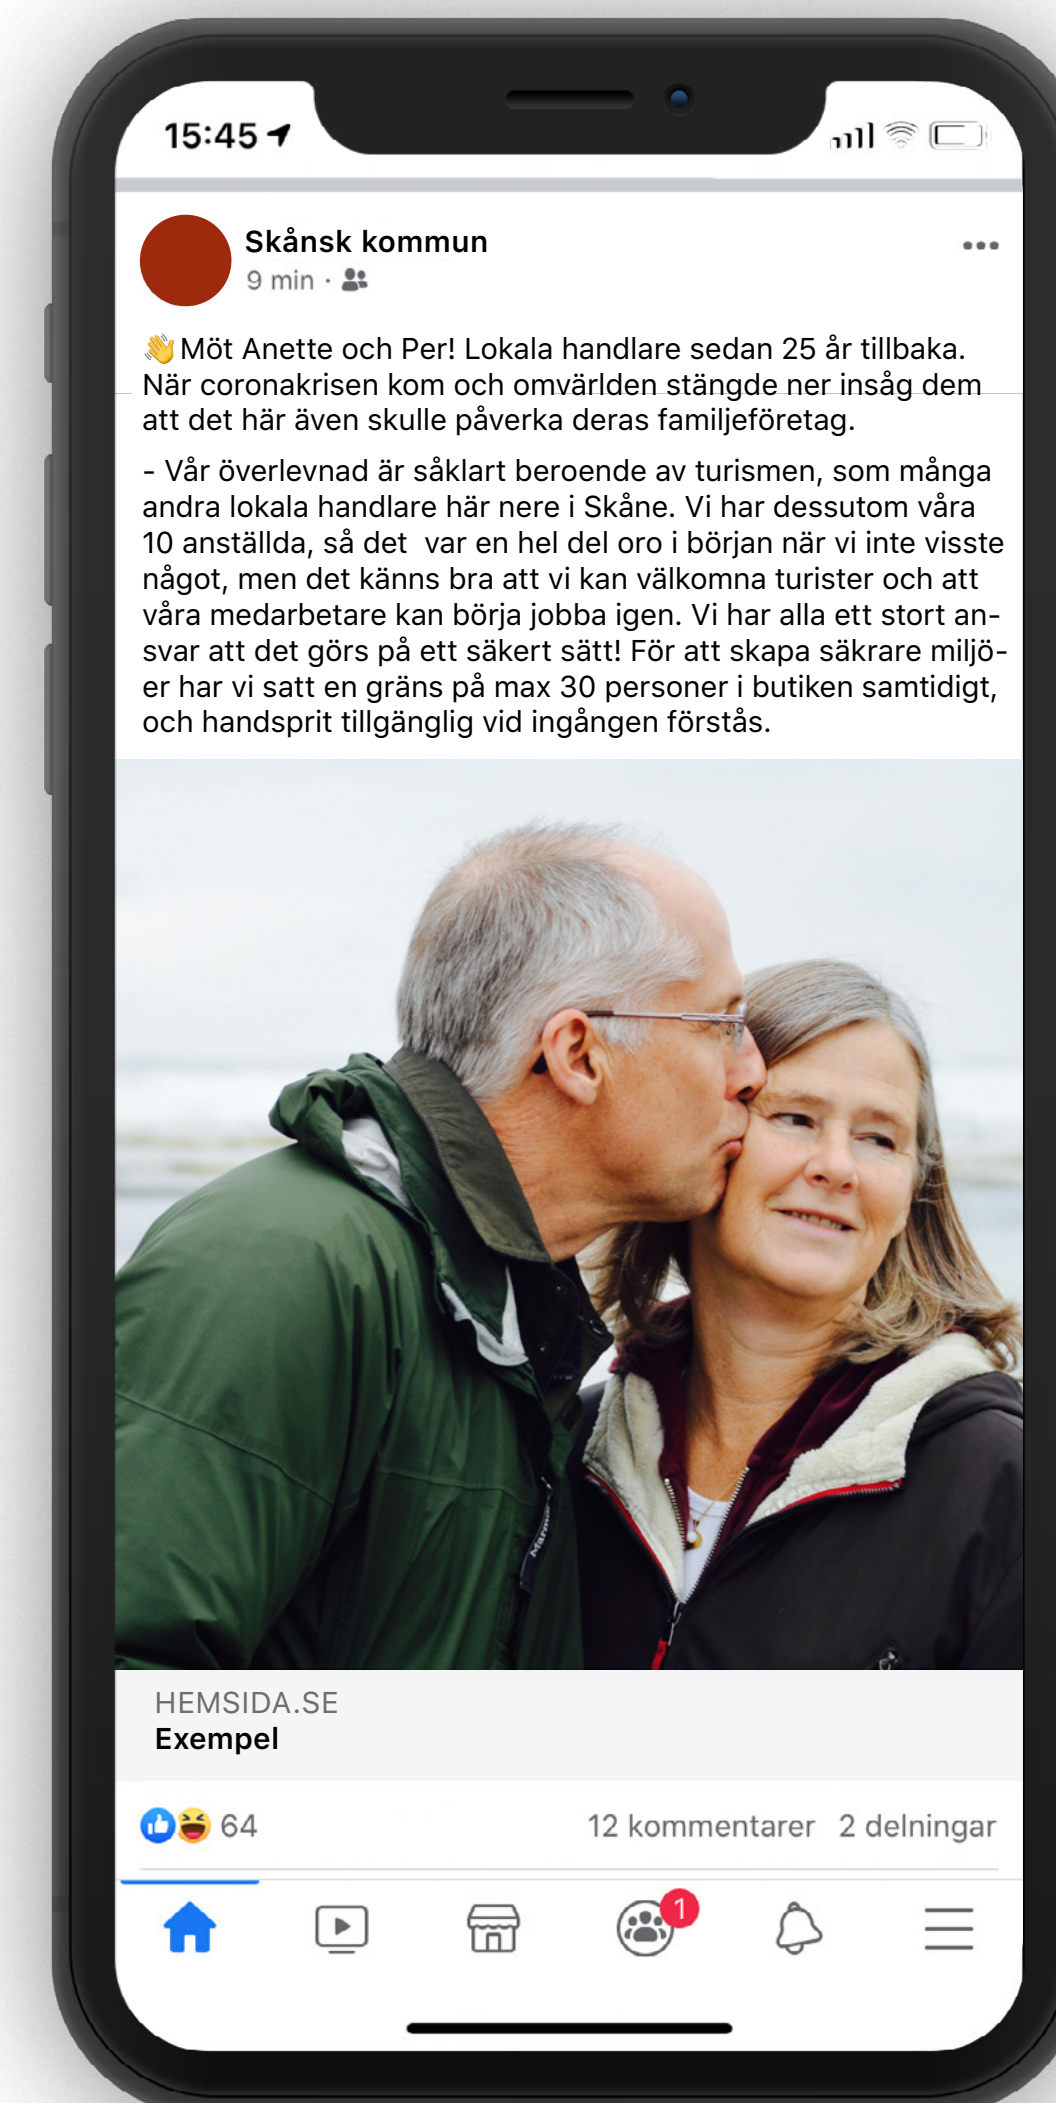 15:45
Skånsk kommun
9 min ·
👋Möt Anette och Per! Lokala handlare sedan 25 år tillbaka.
När coronakrisen kom och omvärlden stängde ner insåg dem
att det här även skulle påverka deras familjeföretag.
- Vår överlevnad är såklart beroende av turismen, som många
andra lokala handlare här nere i Skåne. Vi har dessutom våra
10 anställda, så det  var en hel del oro i början när vi inte visste
något, men det känns bra att vi kan välkomna turister och att
våra medarbetare kan börja jobba igen. Vi har alla ett stort an-
svar att det görs på ett säkert sätt! För att skapa säkrare miljö-
er har vi satt en gräns på max 30 personer i butiken samtidigt,
och handsprit tillgänglig vid ingången förstås.
Marmot
HEMSIDA.SE
Exempel
64
12 kommentarer 2 delningar
1